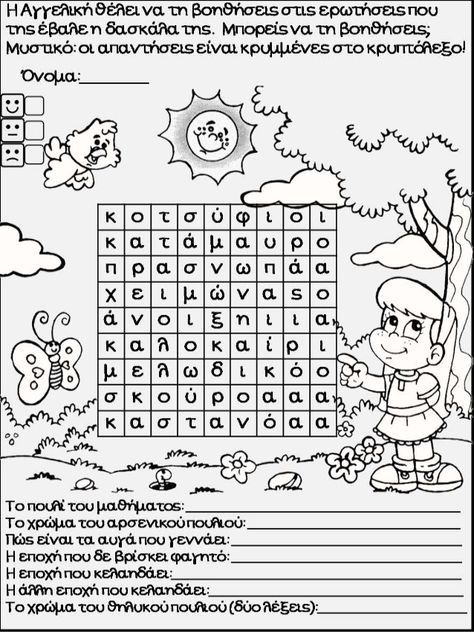 Η Αγγελική θέλει να τη βοηθήσεις στις ερωτήσεις που
της έβαλε η δασκάλα της. Μπορείς να τη βοηθήσεις;
Μυστικό: οι απαντήσεις είναι κρυμμένες στο κρυπτόλεξο!
Όνομα:
κ ο τ σ ύ φ ι ο ι
κ α τ ά μ α υ ρ ο
π ρ α σ ν ω π ά α
χ ε ι μ ώ ν α ς ο
ά ν ο ι ξ η ι ι α
κ α λ ο κ α ί ρ ι
μ ε λ ω δ ι κ ό ο
σ κ ο ύ ρ ο α α α
κ α σ τ α ν ό α α
Το πουλί του μαθήματος:
Το χρώμα του αρσενικού πουλιού:
Πώς είναι τα αυγά που γεννάει:
Η εποχή που δε βρίσκει φαγητό:
Η εποχή που κελαηδάει:
Η άλλη εποχή που κελαηδάει:
Το χρώμα του θηλυκού πουλιού (δύο λέξεις):